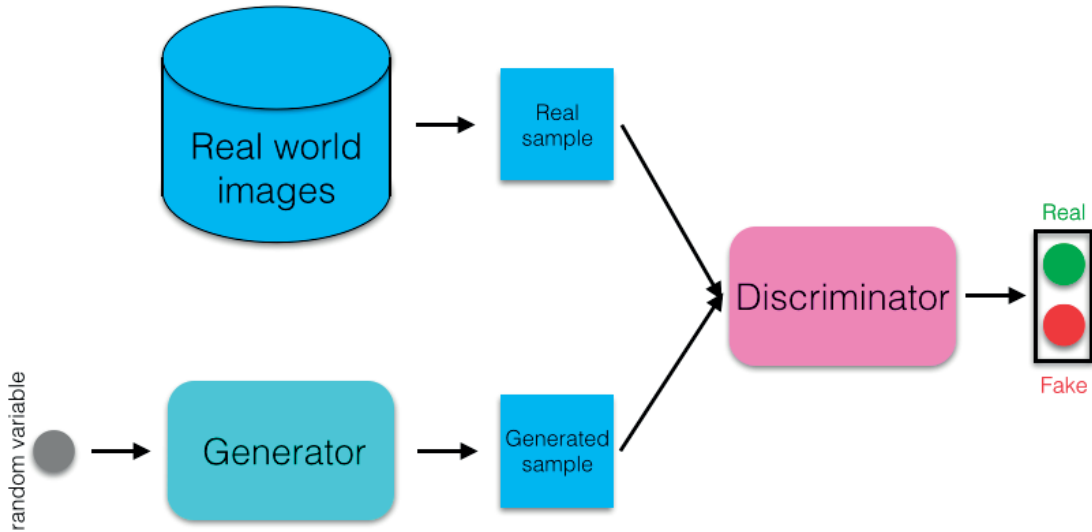 Real world
images
Real
sample
Real
Discriminator
Fake
random variable
Generator
Generated
sample